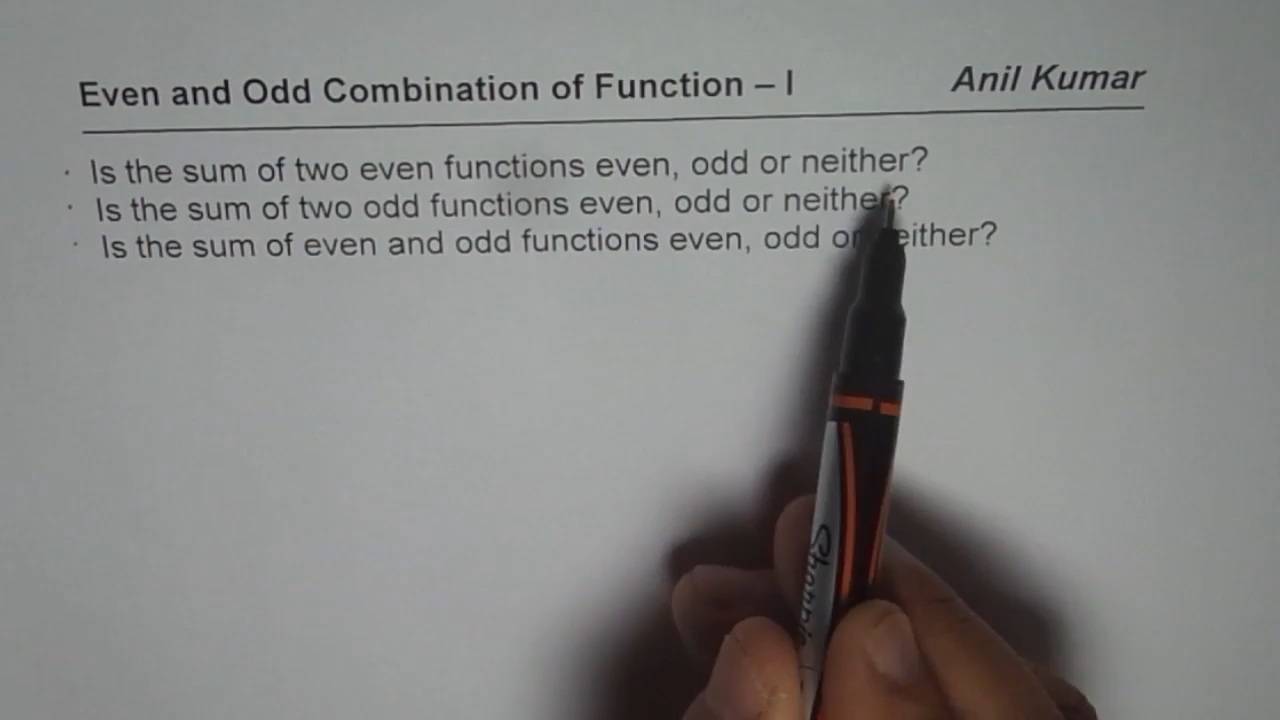 Even and Odd Combination of Function – I Anil Kumar
· Is the sum of two even functions even, odd or neither?
· Is the sum of two odd functions even, odd or neither?
· Is the sum of even and odd functions even, odd or neither?
Sharpie